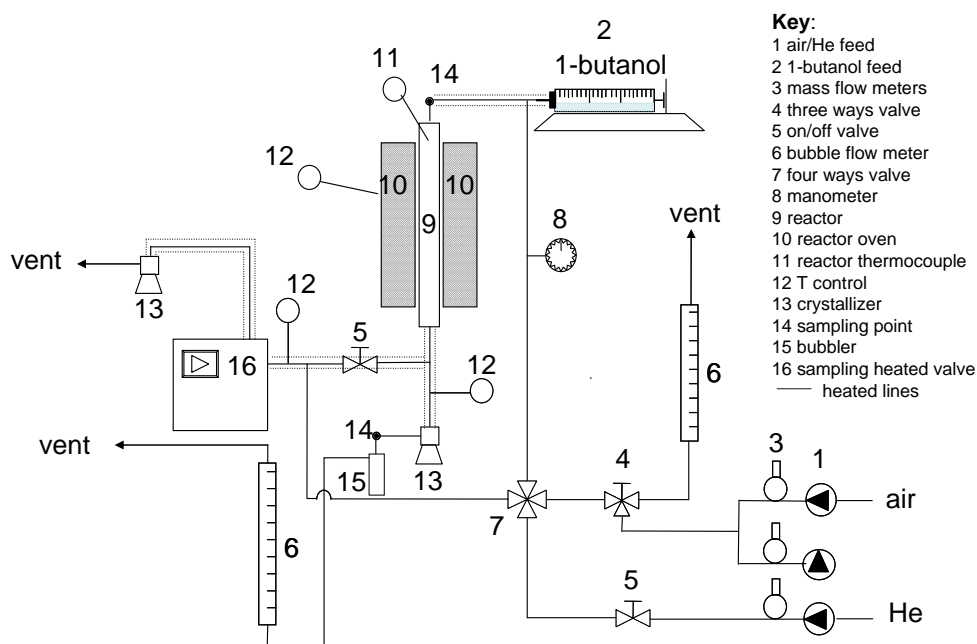 2
1-butanol
11
14
12
10
10
9
8
vent
vent
13
12
5
16
12
6
vent
14
15
13
4
3
1
7
air
6
5
He
Key:
1 air/He feed
2 1-butanol feed
3 mass flow meters
4 three ways valve
5 on/off valve
6 bubble flow meter
7 four ways valve
8 manometer
9 reactor
10 reactor oven
11 reactor thermocouple
12 T control
13 crystallizer
14 sampling point
15 bubbler
16 sampling heated valve
heated lines